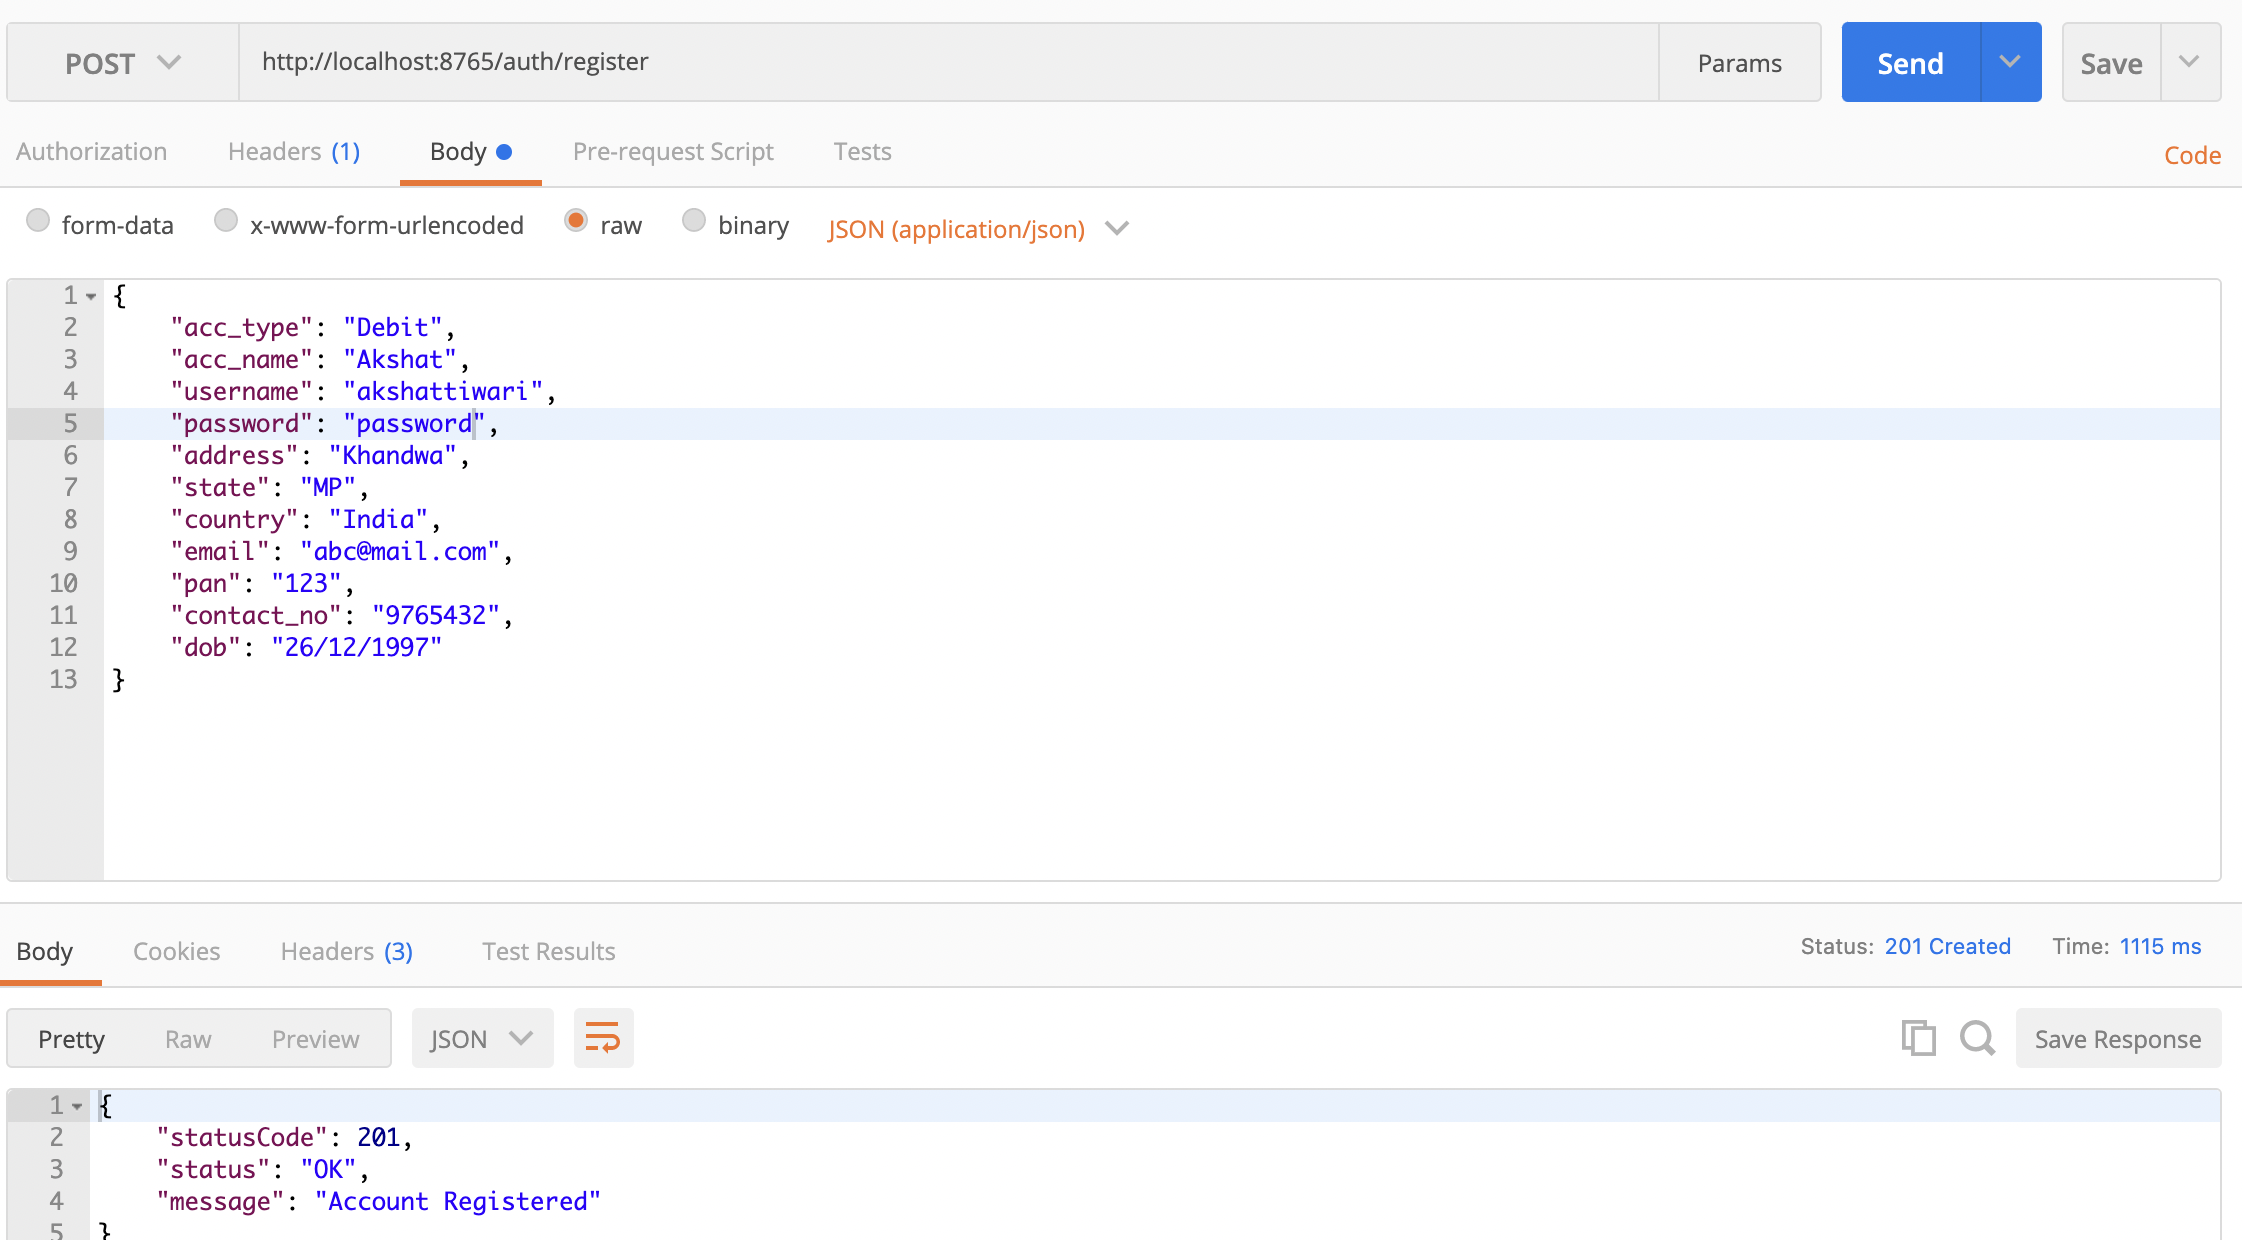 POST http://localhost:8765/auth/register Params Send Save
Authorization Headers (1) Body Pre-request Script Tests Code
form-data x-www-form-urlencoded raw binary JSON (application/json)
1 {
2 "acc_type": "Debit",
3 "acc_name": "Akshat",
4 "username": "akshattiwari",
5 "password": "password",
6 "address": "Khandwa",
7 "state": "MP",
8 "country": "India",
9 "email": "abc@mail.com",
10 "pan": "123",
11 "contact_no": "9765432",
12 "dob": "26/12/1997"
13 }
Body Cookies Headers (3) Test Results Status: 201 Created Time: 1115 ms
Pretty Raw Preview JSON Save Response
1 {
2 "statusCode": 201,
3 "status": "OK",
4 "message": "Account Registered"
5 }